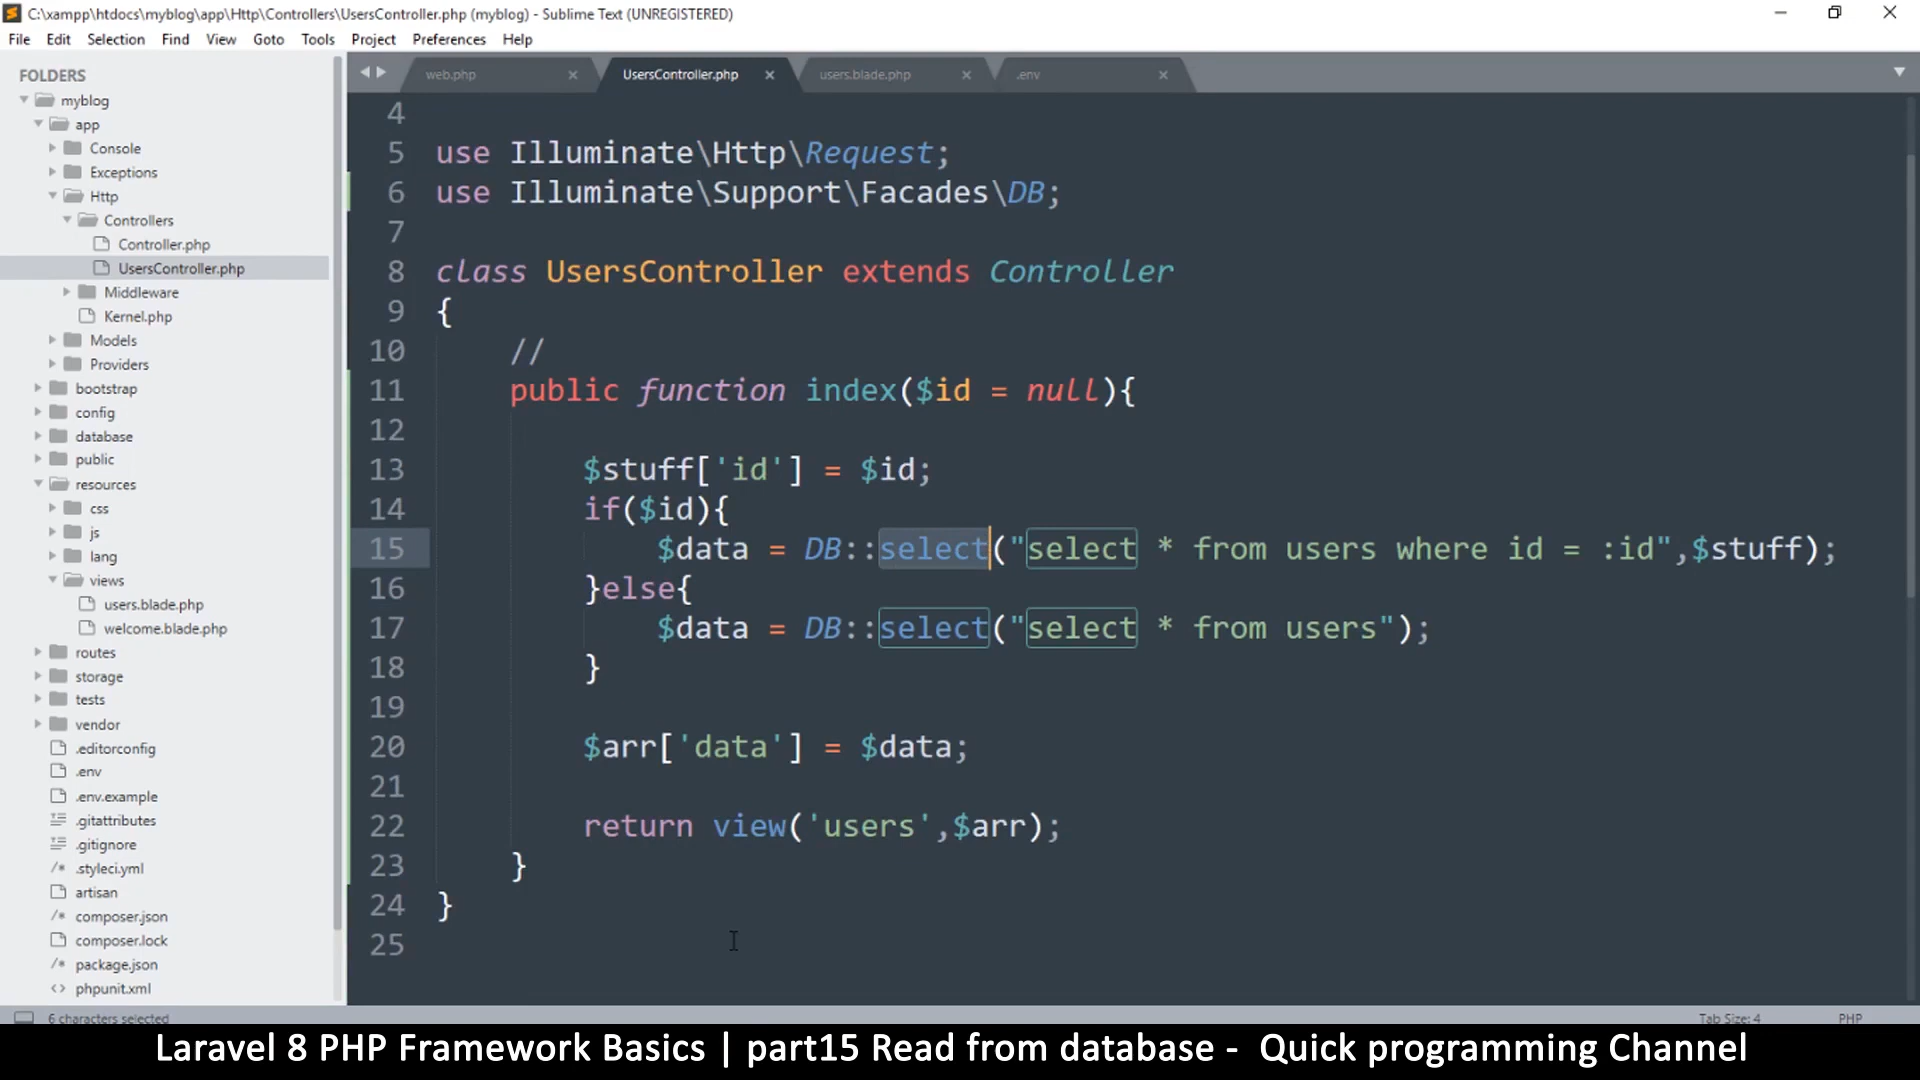 C:\xampp\htdocs\myblog\app\Http\Controllers\UsersController.php (myblog) - Sublime Text (UNREGISTERED)
File Edit Selection Find View Goto Tools Project Preferences Help
FOLDERS
myblog
app
Console
Exceptions
Http
Controllers
Controller.php
UsersController.php
Middleware
Kernel.php
Models
Providers
bootstrap
config
database
public
resources
css
js
lang
views
users.blade.php
welcome.blade.php
routes
storage
tests
vendor
.editorconfig
.env
.env.example
.gitattributes
.gitignore
.styleci.yml
artisan
composer.json
composer.lock
package.json
phpunit.xml
web.php UsersController.php users.blade.php .env
4
5 use Illuminate\Http\Request;
6 use Illuminate\Support\Facades\DB;
7
8 class UsersController extends Controller
9 {
10 //
11 public function index($id = null){
12
13 $stuff['id'] = $id;
14 if($id){
15 $data = DB::select("select * from users where id = :id",$stuff);
16 }else{
17 $data = DB::select("select * from users");
18 }
19
20 $arr['data'] = $data;
21
22 return view('users',$arr);
23 }
24 }
25
6 characters selected Tab Size: 4 PHP
Laravel 8 PHP Framework Basics | part15 Read from database - Quick programming Channel